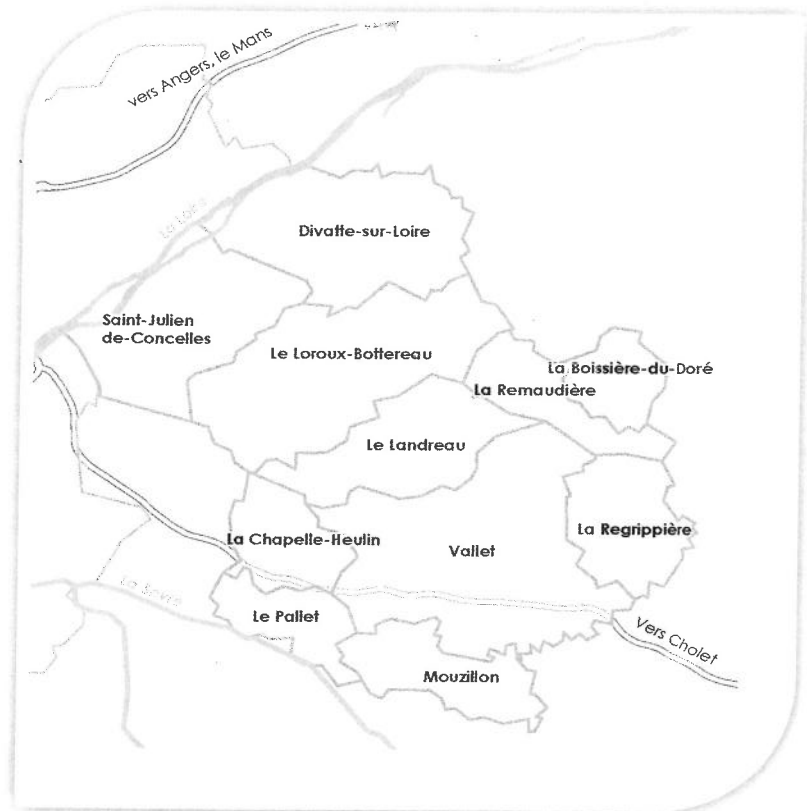 vers Angers, le Mans
La Loire
Divatte-sur-Loire
Saint-Julien
de-Concelles
Le Loroux-Bottereau
La Boissière-du-Doré
La Remaudière
Le Landreau
La Regrippière
La Chapelle-Heulin
Vallet
La Sèvre
Le Pallet
Vers Cholet
Mouzillon